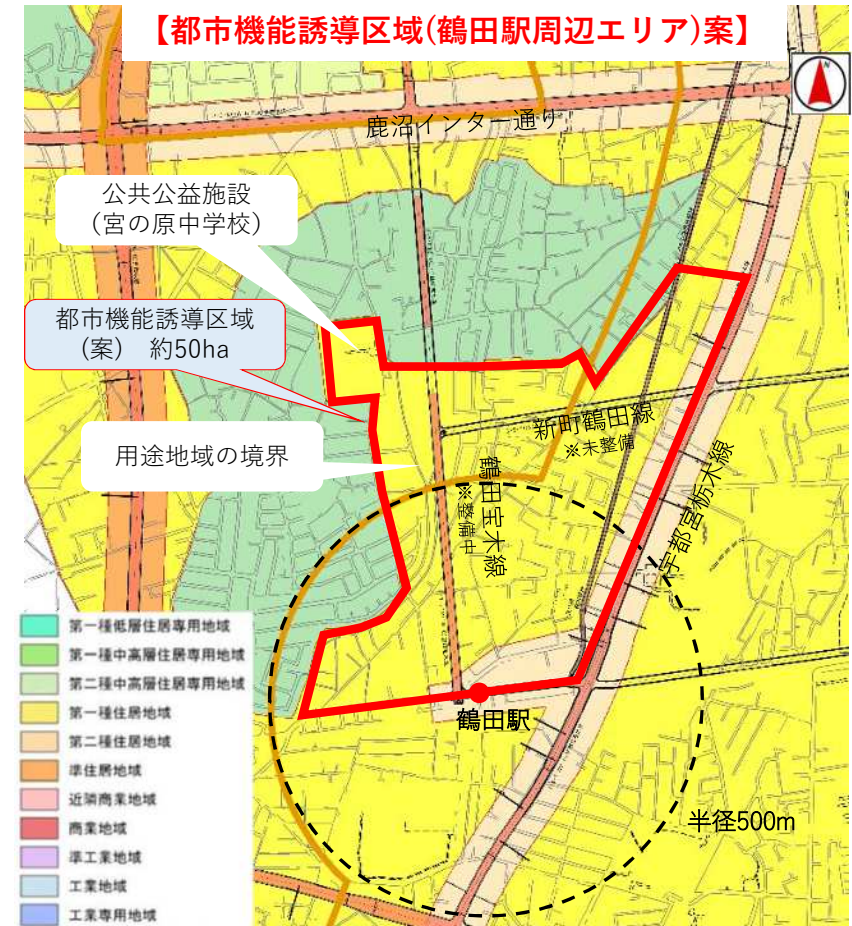 【都市機能誘導区域(鶴田駅周辺エリア)案】
N
鹿沼インター通り
公共公益施設
(宮の原中学校)
都市機能誘導区域
(案) 約50ha
用途地域の境界
新町鶴田線
※未整備
鶴田宝木線
※整備中
宇都宮栃木線
鶴田駅
半径500m
第一種低層住居専用地域
第一種中高層住居専用地域
第二種中高層住居専用地域
第一種住居地域
第二種住居地域
準住居地域
近隣商業地域
商業地域
準工業地域
工業地域
工業専用地域